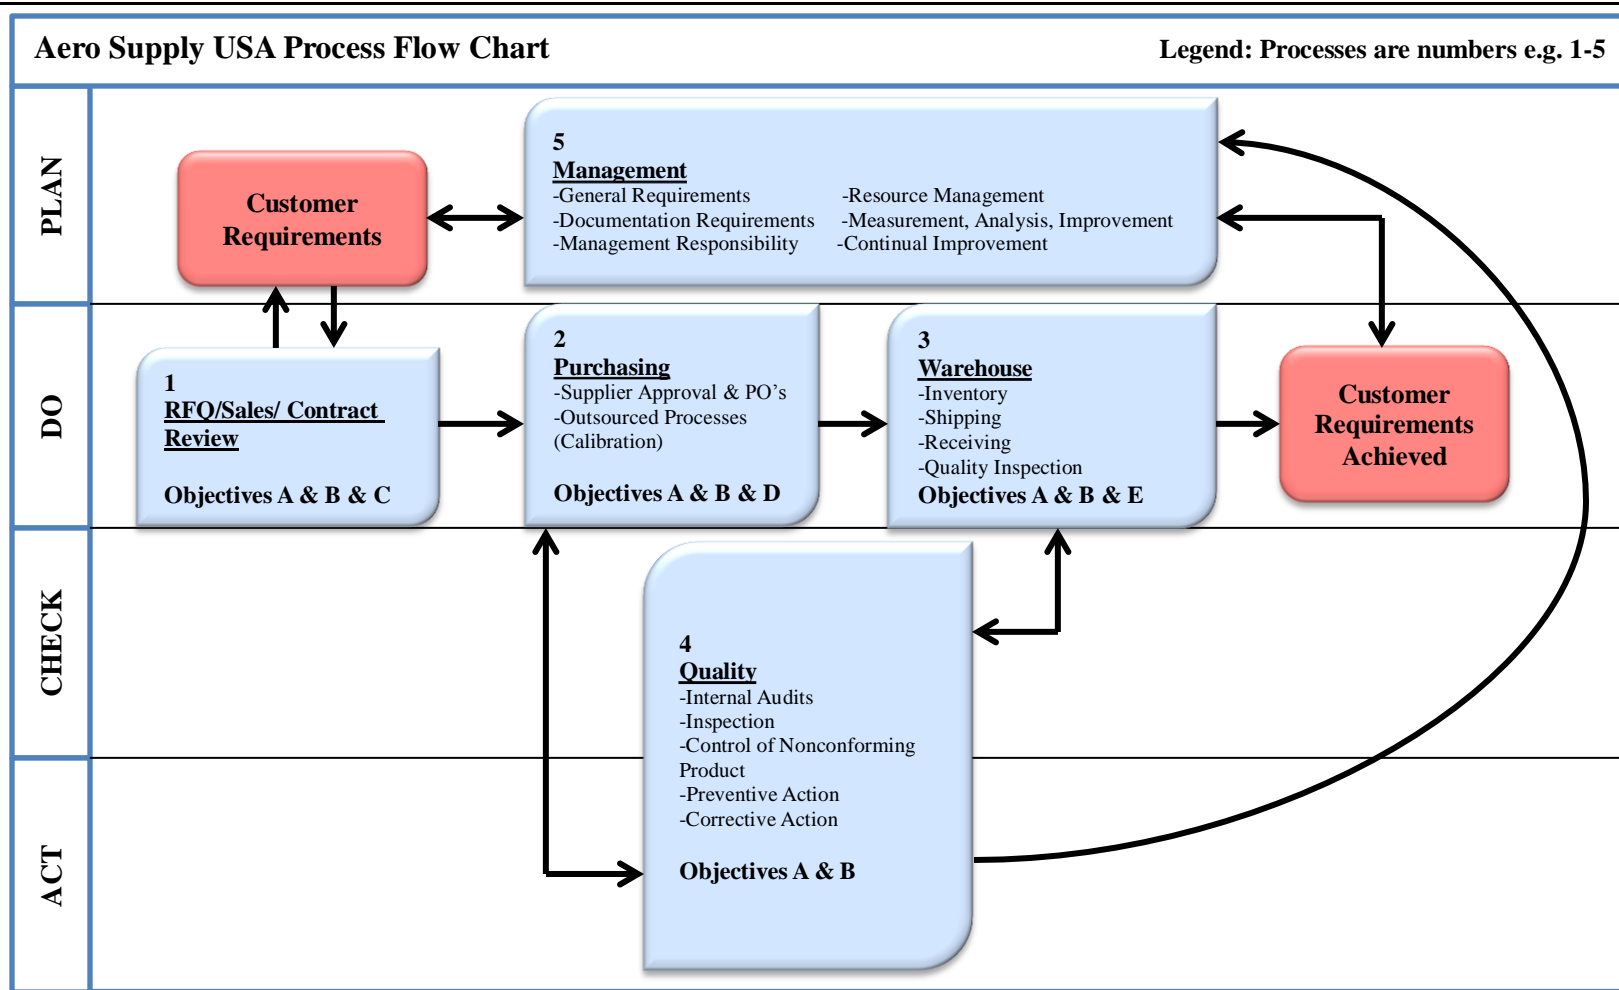 Aero Supply USA Process Flow Chart
Legend: Processes are numbers e.g. 1-5
PLAN
Customer
Requirements
5
Management
-General Requirements
-Documentation Requirements
-Management Responsibility
-Resource Management
-Measurement, Analysis, Improvement
-Continual Improvement
DO
1
RFQ/Sales/ Contract
Review
Objectives A & B & C
2
Purchasing
-Supplier Approval & PO’s
-Outsourced Processes
(Calibration)
Objectives A & B & D
3
Warehouse
-Inventory
-Shipping
-Receiving
-Quality Inspection
Objectives A & B & E
Customer
Requirements
Achieved
CHECK
4
Quality
-Internal Audits
-Inspection
-Control of Nonconforming
Product
-Preventive Action
-Corrective Action
Objectives A & B
ACT